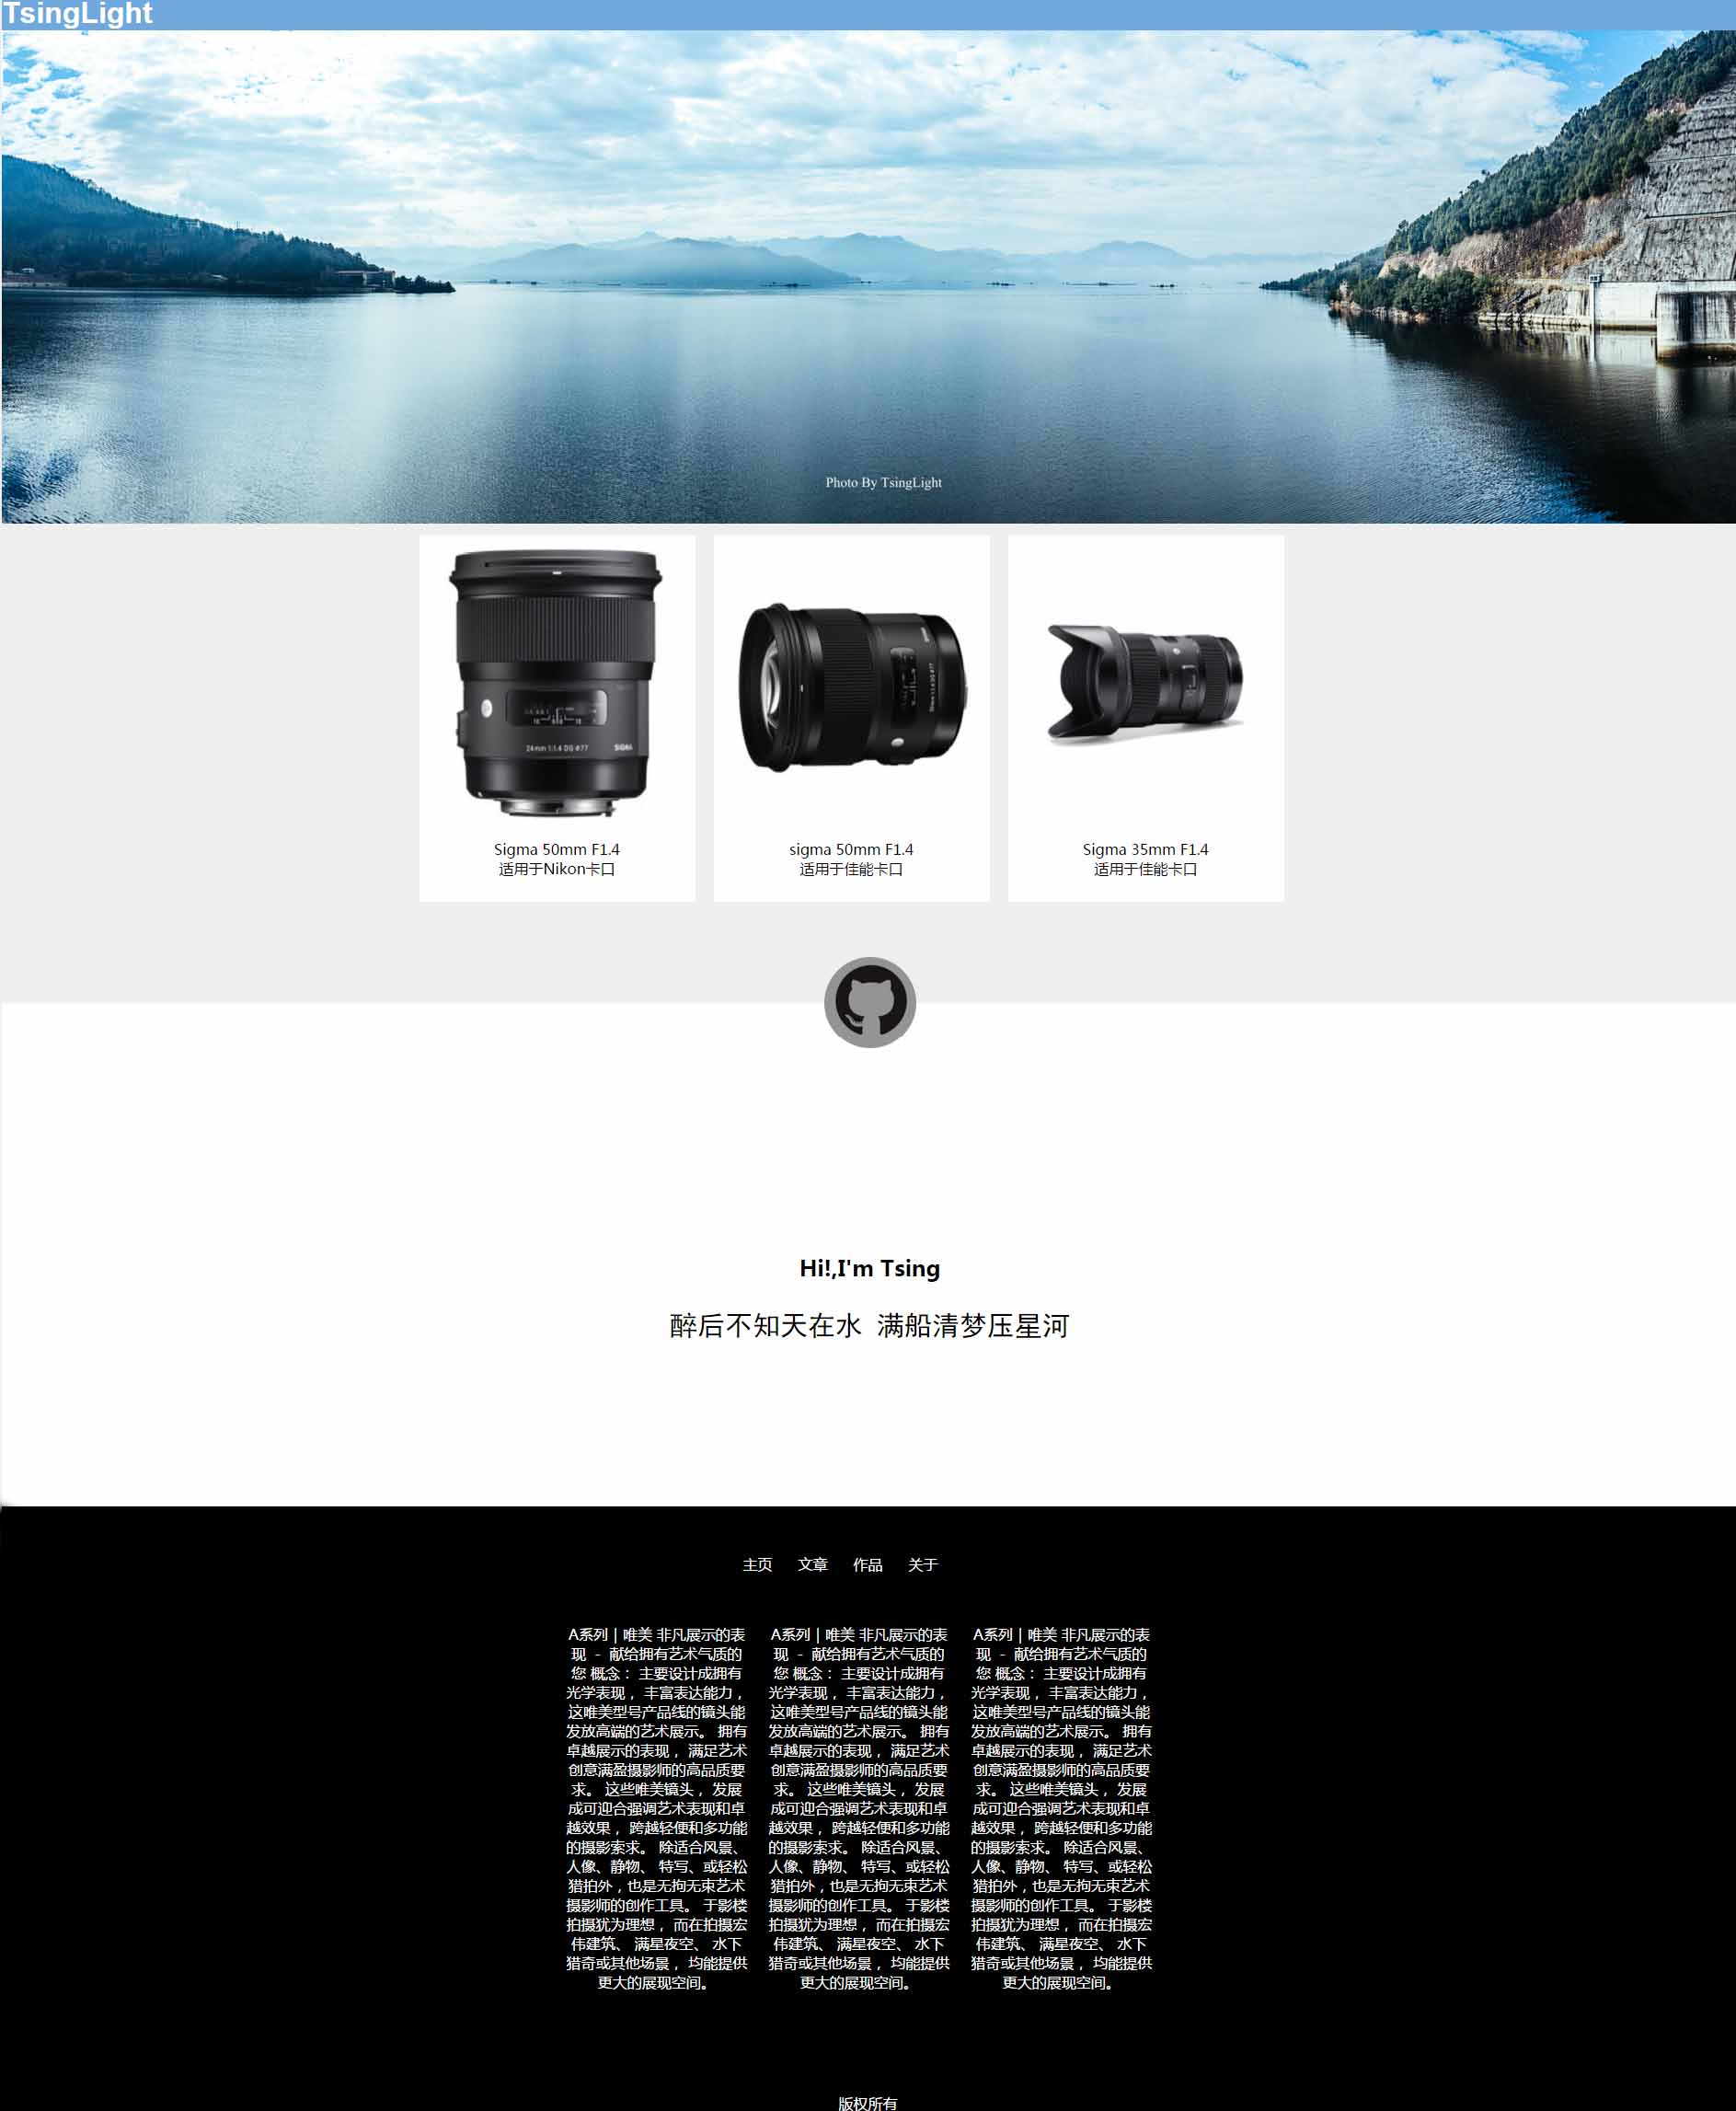 TsingLight
Photo By TsingLight
24mm 1:1.4 DG ø77 SIGMA
Sigma 50mm F1.4
适用于Nikon卡口
sigma 50mm F1.4
适用于佳能卡口
Sigma 35mm F1.4
适用于佳能卡口
Hi!,I'm Tsing
醉后不知天在水 满船清梦压星河
主页 文章 作品 关于
A系列 | 唯美 非凡展示的表
现 - 献给拥有艺术气质的
您 概念： 主要设计成拥有
光学表现， 丰富表达能力，
这唯美型号产品线的镜头能
发放高端的艺术展示。 拥有
卓越展示的表现， 满足艺术
创意满盈摄影师的高品质要
求。 这些唯美镜头， 发展
成可迎合强调艺术表现和卓
越效果， 跨越轻便和多功能
的摄影索求。 除适合风景、
人像、静物、 特写、或轻松
猎拍外，也是无拘无束艺术
摄影师的创作工具。 于影楼
拍摄犹为理想， 而在拍摄宏
伟建筑、 满星夜空、 水下
猎奇或其他场景， 均能提供
更大的展现空间。
A系列 | 唯美 非凡展示的表
现 - 献给拥有艺术气质的
您 概念： 主要设计成拥有
光学表现， 丰富表达能力，
这唯美型号产品线的镜头能
发放高端的艺术展示。 拥有
卓越展示的表现， 满足艺术
创意满盈摄影师的高品质要
求。 这些唯美镜头， 发展
成可迎合强调艺术表现和卓
越效果， 跨越轻便和多功能
的摄影索求。 除适合风景、
人像、静物、 特写、或轻松
猎拍外，也是无拘无束艺术
摄影师的创作工具。 于影楼
拍摄犹为理想， 而在拍摄宏
伟建筑、 满星夜空、 水下
猎奇或其他场景， 均能提供
更大的展现空间。
A系列 | 唯美 非凡展示的表
现 - 献给拥有艺术气质的
您 概念： 主要设计成拥有
光学表现， 丰富表达能力，
这唯美型号产品线的镜头能
发放高端的艺术展示。 拥有
卓越展示的表现， 满足艺术
创意满盈摄影师的高品质要
求。 这些唯美镜头， 发展
成可迎合强调艺术表现和卓
越效果， 跨越轻便和多功能
的摄影索求。 除适合风景、
人像、静物、 特写、或轻松
猎拍外，也是无拘无束艺术
摄影师的创作工具。 于影楼
拍摄犹为理想， 而在拍摄宏
伟建筑、 满星夜空、 水下
猎奇或其他场景， 均能提供
更大的展现空间。
版权所有